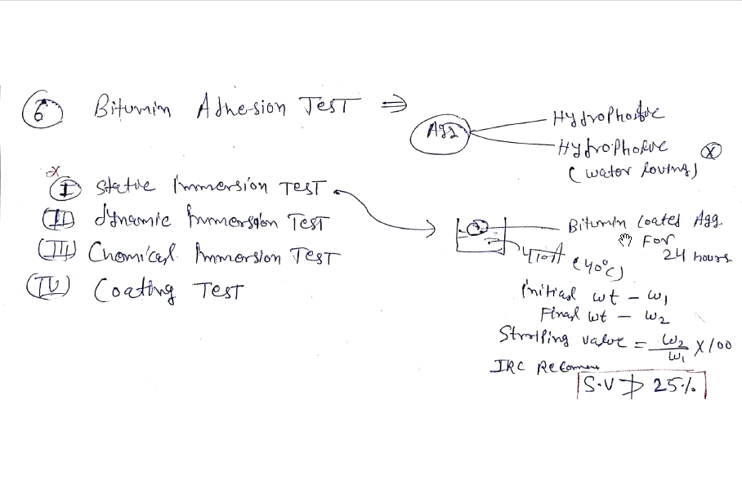 ⑥ Bitumin Adhesion Test ⇒
Agg
Hydrophobic
Hydropholic ⓧ
(water loving)
x
Ⓘ Static Immersion Test
(II) dynamic Immersion Test
(III) Chemical Immersion Test
(IV) Coating Test
Bitumin Coated Agg.
For
24 hours
पानी (40°c)
Initial wt - w₁
Final wt - w₂
Stripping value = w₂/w₁ x 100
IRC Recomm
S.V ≯ 25%